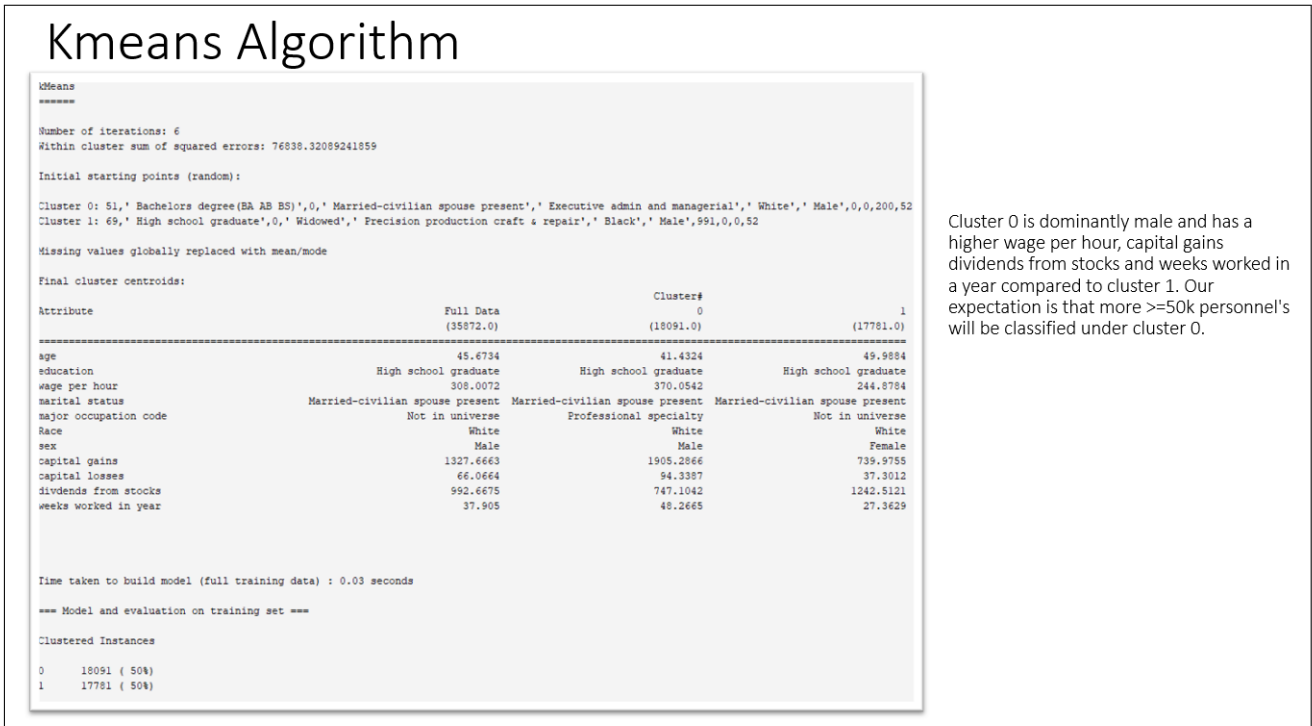 Kmeans Algorithm
kMeans
======
Number of iterations: 6
Within cluster sum of squared errors: 76838.32089241859
Initial starting points (random):
Cluster 0: 51,' Bachelors degree(BA AB BS)',0,' Married-civilian spouse present',' Executive admin and managerial',' White',' Male',0,0,200,52
Cluster 1: 69,' High school graduate',0,' Widowed',' Precision production craft & repair',' Black',' Male',991,0,0,52
Missing values globally replaced with mean/mode
Final cluster centroids:
Cluster#
Attribute Full Data 0 1
(35872.0) (18091.0) (17781.0)
age 45.6734 41.4324 49.9884
education High school graduate High school graduate High school graduate
wage per hour 308.0072 370.0542 244.8784
marital status Married-civilian spouse present Married-civilian spouse present Married-civilian spouse present
major occupation code Not in universe Professional specialty Not in universe
Race White White White
sex Male Male Female
capital gains 1327.6663 1905.2866 739.9755
capital losses 66.0664 94.3387 37.3012
divdends from stocks 992.6675 747.1042 1242.5121
weeks worked in year 37.905 48.2665 27.3629
Time taken to build model (full training data) : 0.03 seconds
=== Model and evaluation on training set ===
Clustered Instances
0 18091 ( 50%)
1 17781 ( 50%)
Cluster 0 is dominantly male and has a
higher wage per hour, capital gains
dividends from stocks and weeks worked in
a year compared to cluster 1. Our
expectation is that more >=50k personnel's
will be classified under cluster 0.